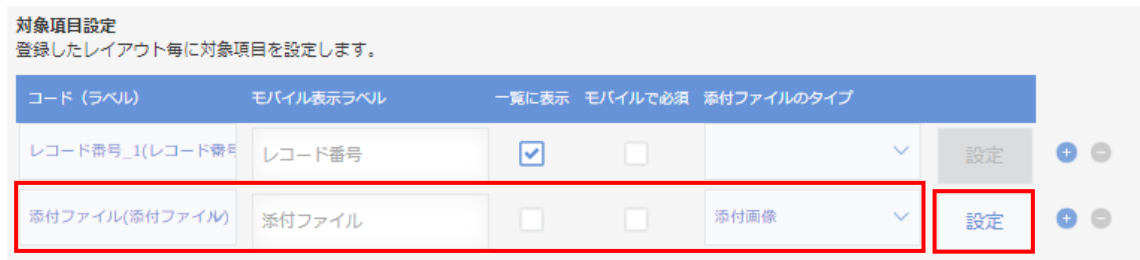 対象項目設定
登録したレイアウト毎に対象項目を設定します。
コード（ラベル） モバイル表示ラベル 一覧に表示 モバイルで必須 添付ファイルのタイプ
レコード番号_1(レコード番号 レコード番号 設定
添付ファイル(添付ファイル) 添付ファイル 添付画像 設定